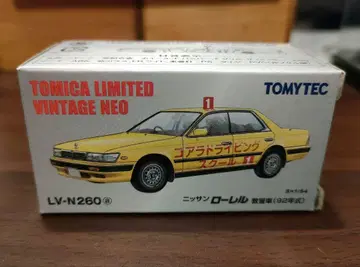 TOMICA LIMITED
VINTAGE NEO
TOMYTEC
1
コアラドライビング
スクール
LV-N260 a
ニッサン ローレル 教習車(92年式)